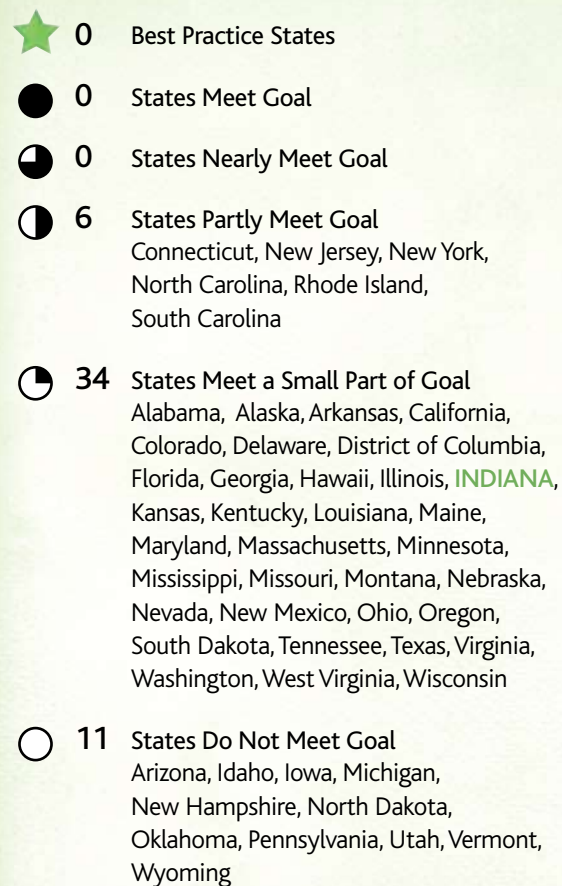 0 Best Practice States
0 States Meet Goal
0 States Nearly Meet Goal
6 States Partly Meet Goal
Connecticut, New Jersey, New York,
North Carolina, Rhode Island,
South Carolina
34 States Meet a Small Part of Goal
Alabama, Alaska, Arkansas, California,
Colorado, Delaware, District of Columbia,
Florida, Georgia, Hawaii, Illinois, INDIANA,
Kansas, Kentucky, Louisiana, Maine,
Maryland, Massachusetts, Minnesota,
Mississippi, Missouri, Montana, Nebraska,
Nevada, New Mexico, Ohio, Oregon,
South Dakota, Tennessee, Texas, Virginia,
Washington, West Virginia, Wisconsin
11 States Do Not Meet Goal
Arizona, Idaho, Iowa, Michigan,
New Hampshire, North Dakota,
Oklahoma, Pennsylvania, Utah, Vermont,
Wyoming